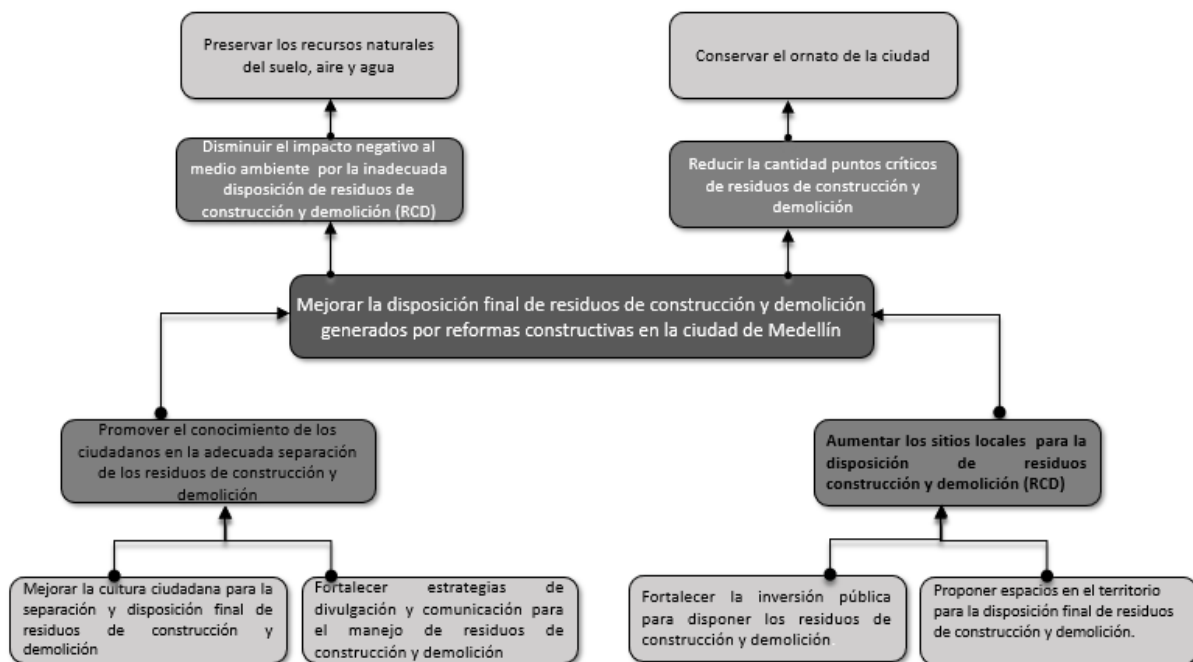 Preservar los recursos naturales
del suelo, aire y agua
Conservar el ornato de la ciudad
Disminuir el impacto negativo al
medio ambiente por la inadecuada
disposición de residuos de
construcción y demolición (RCD)
Reducir la cantidad puntos críticos
de residuos de construcción y
demolición
Mejorar la disposición final de residuos de construcción y demolición
generados por reformas constructivas en la ciudad de Medellín
Promover el conocimiento de los
ciudadanos en la adecuada separación
de los residuos de construcción y
demolición
Aumentar los sitios locales para la
disposición de residuos
construcción y demolición (RCD)
Mejorar la cultura ciudadana para la
separación y disposición final de
residuos de construcción y
demolición
Fortalecer estrategias de
divulgación y comunicación para
el manejo de residuos de
construcción y demolición
Fortalecer la inversión pública
para disponer los residuos de
construcción y demolición.
Proponer espacios en el territorio
para la disposición final de residuos
de construcción y demolición.